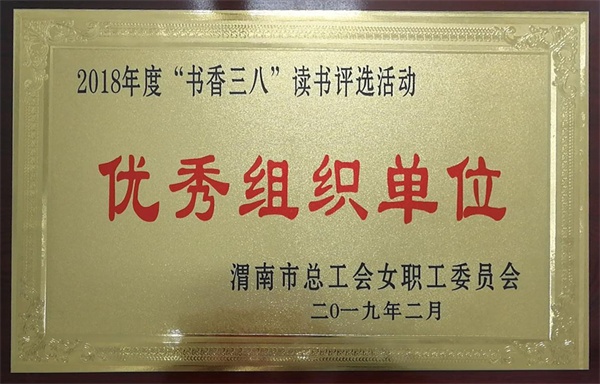 2018年度“书香三八”读书评选活动
优秀组织单位
渭南市总工会女职工委员会
二0一九年二月